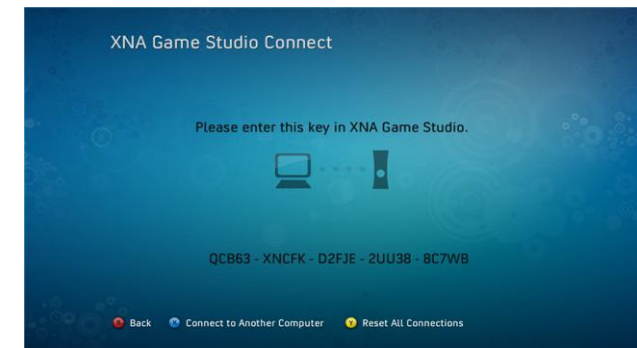 XNA Game Studio Connect
Please enter this key in XNA Game Studio.
QCB63 - XNCFK - D2FJE - 2UU38 - 8C7WB
Back Connect to Another Computer Reset All Connections